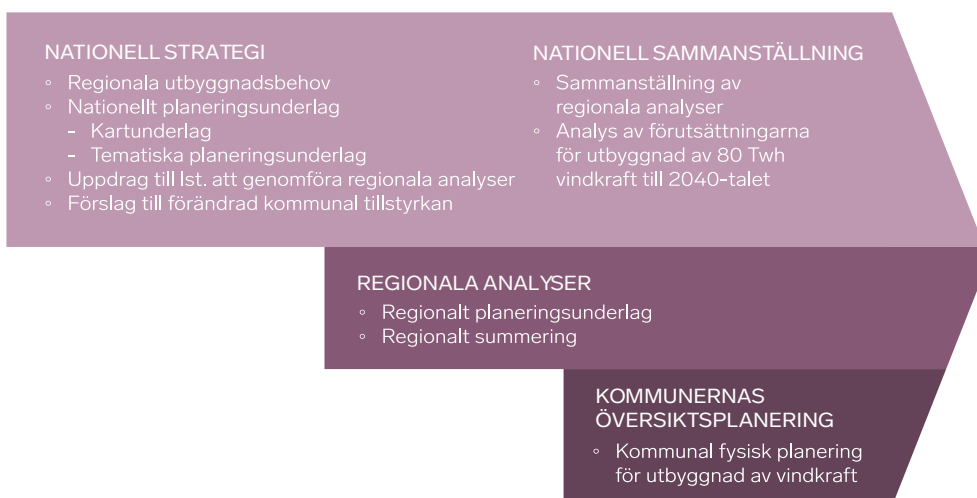 NATIONELL STRATEGI
◦ Regionala utbyggnadsbehov
◦ Nationellt planeringsunderlag
- Kartunderlag
- Tematiska planeringsunderlag
◦ Uppdrag till lst. att genomföra regionala analyser
◦ Förslag till förändrad kommunal tillstyrkan
NATIONELL SAMMANSTÄLLNING
◦ Sammanställning av
regionala analyser
◦ Analys av förutsättningarna
för utbyggnad av 80 Twh
vindkraft till 2040-talet
REGIONALA ANALYSER
◦ Regionalt planeringsunderlag
◦ Regionalt summering
KOMMUNERNAS
ÖVERSIKTSPLANERING
◦ Kommunal fysisk planering
för utbyggnad av vindkraft